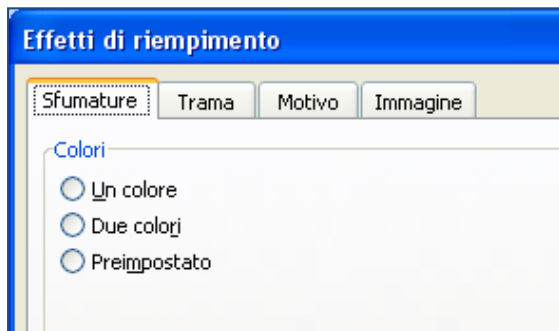 Effetti di riempimento
Sfumature Trama Motivo Immagine
Colori
Un colore
Due colori
Preimpostato